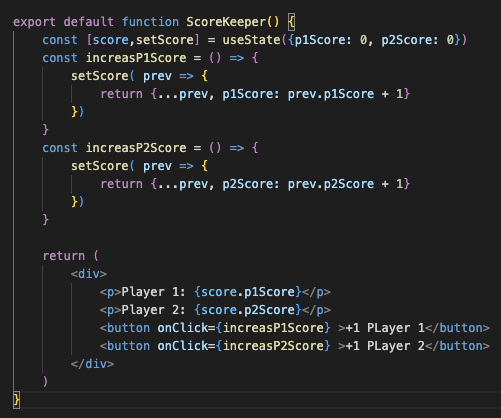 export default function ScoreKeeper() {
    const [score,setScore] = useState({p1Score: 0, p2Score: 0})
    const increasP1Score = () => {
        setScore( prev => {
            return {...prev, p1Score: prev.p1Score + 1}
        })
    }
    const increasP2Score = () => {
        setScore( prev => {
            return {...prev, p2Score: prev.p2Score + 1}
        })
    }

    return (
        <div>
            <p>Player 1: {score.p1Score}</p>
            <p>Player 2: {score.p2Score}</p>
            <button onClick={increasP1Score} >+1 PLayer 1</button>
            <button onClick={increasP2Score} >+1 PLayer 2</button>
        </div>
    )
}